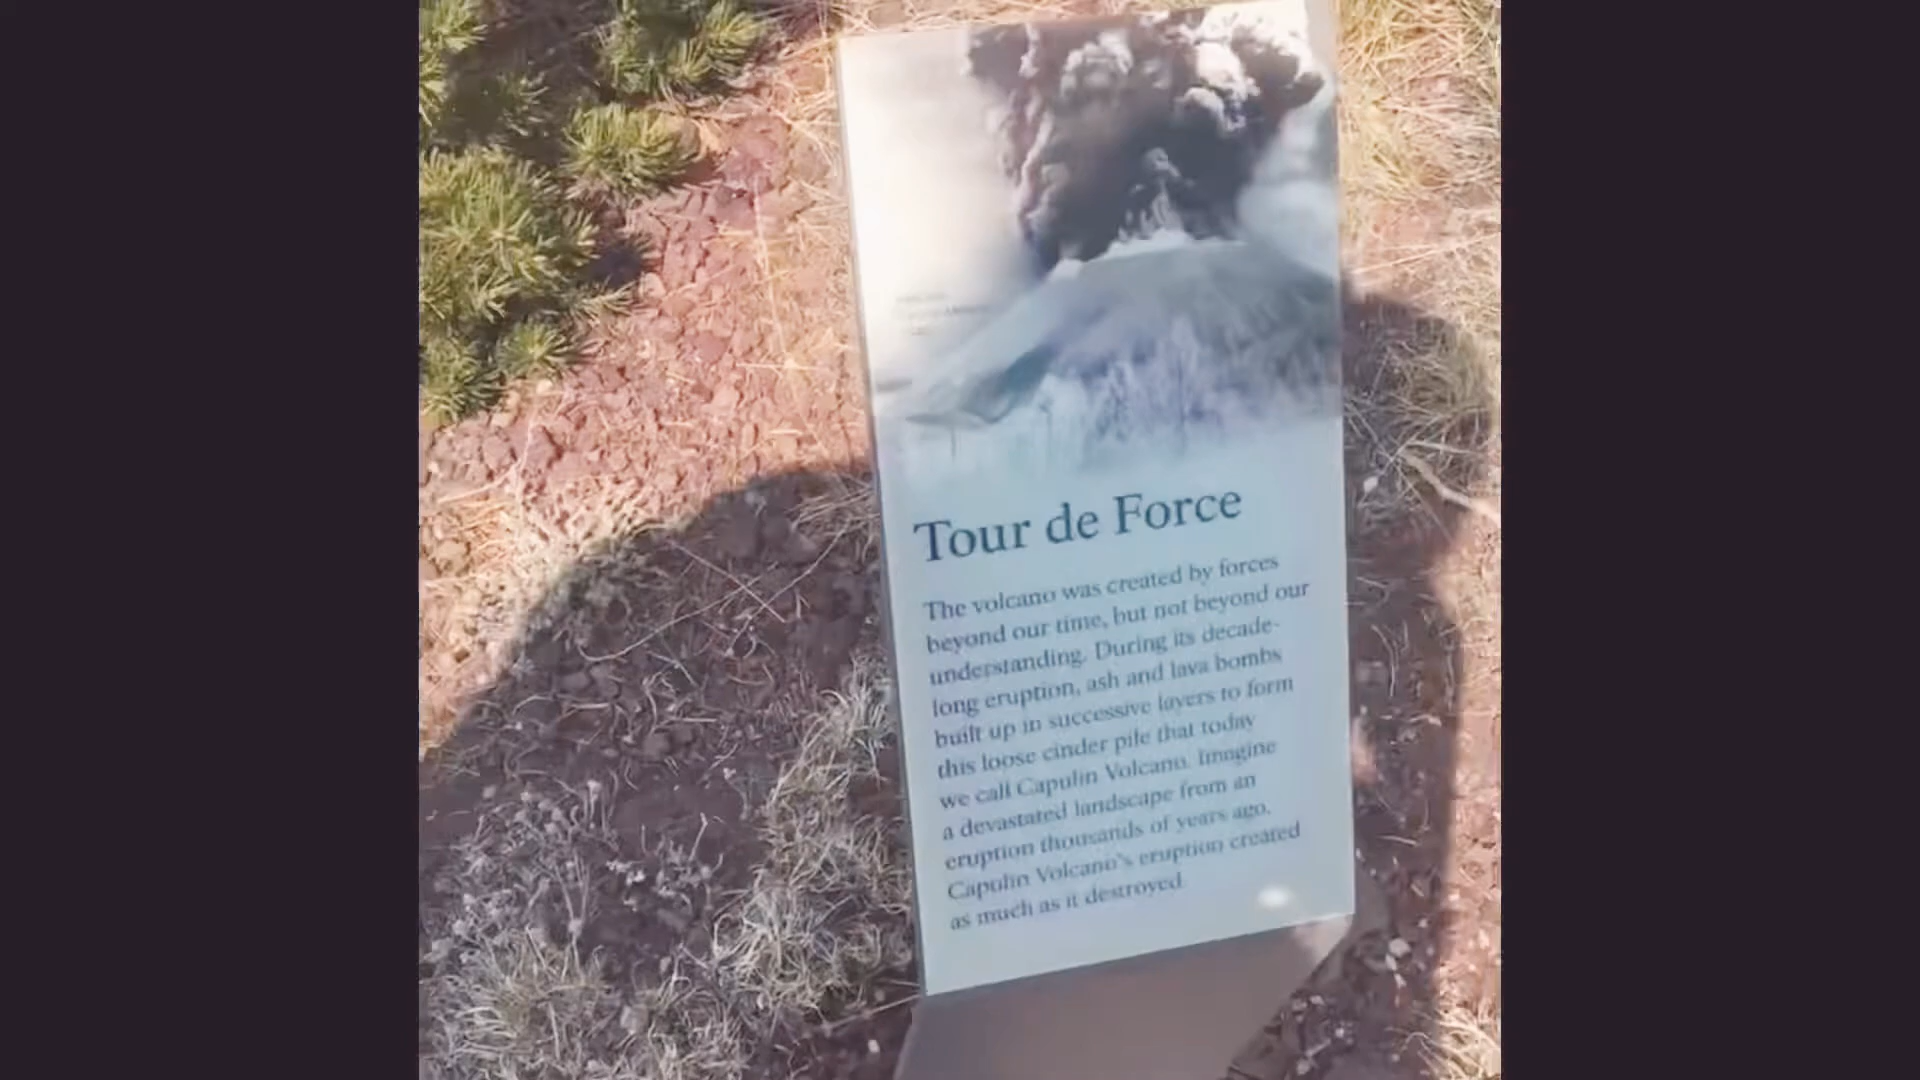 Tour de Force
The volcano was created by forces
beyond our time, but not beyond our
understanding. During its decade-
long eruption, ash and lava bombs
built up in successive layers to form
this loose cinder pile that today
we call Capulin Volcano. Imagine
a devastated landscape from an
eruption thousands of years ago.
Capulin Volcano's eruption created
as much as it destroyed.